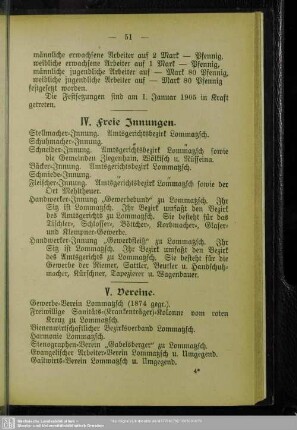 — 51 —
männliche erwachsene Arbeiter auf 2 Mark — Pfennig,
weibliche erwachsene Arbeiter auf 1 Mark — Pfennig,
männliche jugendliche Arbeiter auf — Mark 80 Pfennig,
weibliche jugendliche Arbeiter auf — Mark 80 Pfennig
festgesetzt worden.
Die Festsetzungen sind am 1. Januar 1905 in Kraft
getreten.
IV. Freie Innungen.
Stellmacher-Innung. Amtsgerichtsbezirk Lommatzsch.
Schuhmacher-Innung. " "
Schneider-Innung. Amtsgerichtsbezirk Lommatzsch sowie
die Gemeinden Ziegenhain, und
Bäcker-Innung. Amtsgerichtsbezirk Lommatzsch.
Schmiede-Innung. " "
Fleischer-Innung. Amtsgerichtsbezirk Lommatzsch sowie der
Ort Mehltheuer.
Handwerker-Innung „Gewerbebund“ zu Lommatzsch. Ihr
Sitz ist Lommatzsch. Ihr Bezirk umfaßt den Bezirk
des Amtsgerichts zu Lommatzsch. Sie besteht für das
Tischler-, Schlosser-, Böttcher-, Korbmacher-, Glaser-
und Klempner-Gewerbe.
Handwerker-Innung „Gewerbfleiß“ zu Lommatzsch. Ihr
Sitz ist Lommatzsch. Ihr Bezirk umfaßt den Bezirk
des Amtsgerichts zu Lommatzsch. Sie besteht für die
Gewerbe der Riemer, Sattler, Beutler u. Handschuh-
macher, Kürschner, Tapezierer u. Wagenbauer.
V. Vereine.
Gewerbe-Verein Lommatzsch (1874 gegr.).
Freiwillige Sanitäts-(Krankenträger)-Kolonne vom roten
Kreuz zu Lommatzsch.
Bienenwirtschaftlicher Bezirksverband Lommatzsch.
Harmonie Lommatzsch.
Stenographen-Verein „Gabelsberger“ zu Lommatzsch.
Evangelischer Arbeiter-Verein Lommatzsch u. Umgegend.
Gastwirts-Verein Lommatzsch u. Umgegend.
4*